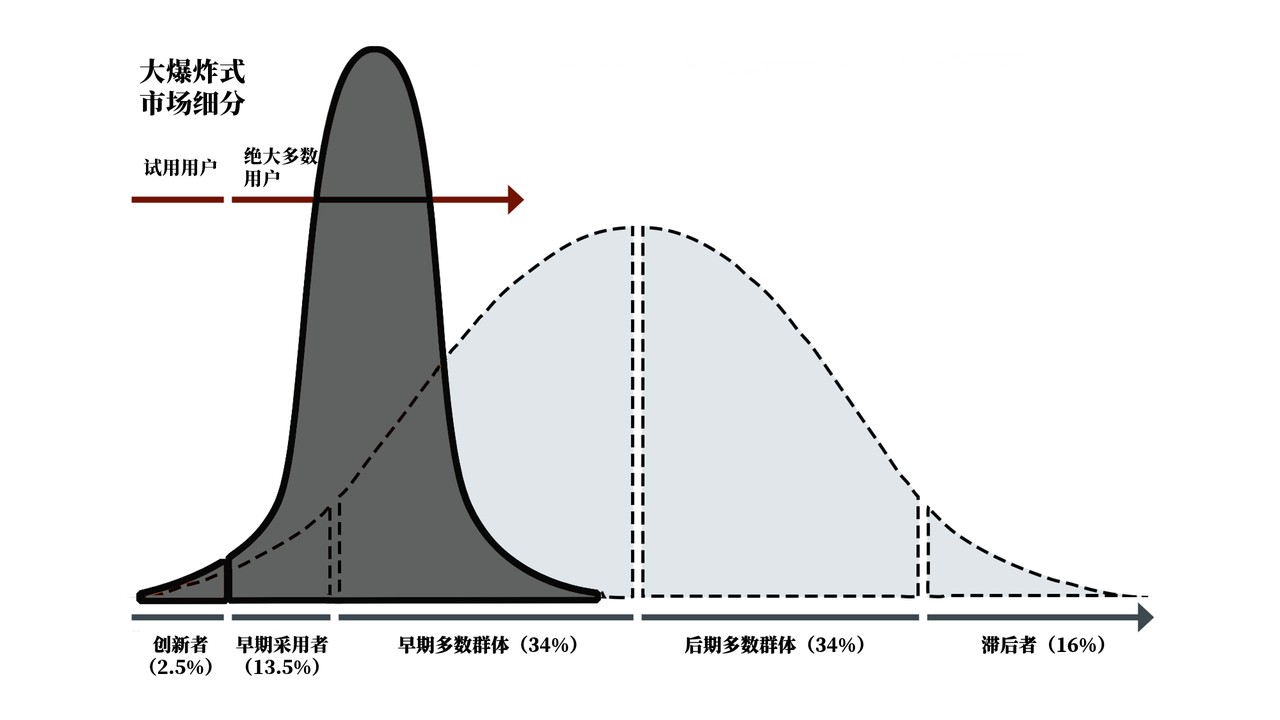 大爆炸式
市场细分
试用用户
绝大多数
用户
创新者
（2.5%）
早期采用者
（13.5%）
早期多数群体（34%）
后期多数群体（34%）
滞后者（16%）